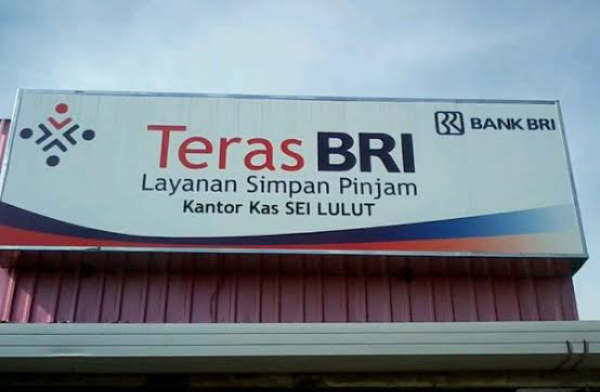 BANK BRI
Teras BRI
Layanan Simpan Pinjam
Kantor Kas SEI LULUT